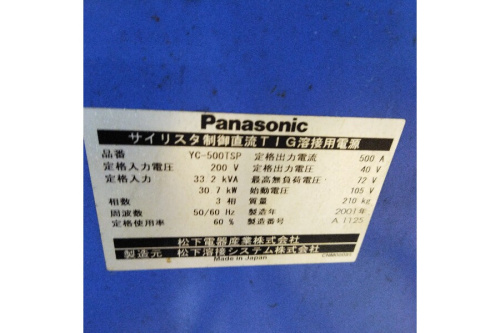 Panasonic
サイリスタ制御直流TIG溶接用電源
品番 YC-500TSP 定格出力電流 500 A
定格入力電圧 200 V 定格出力電圧 40 V
定格入力 33.2 kVA 最高無負荷電圧 72 V
30.7 kW 始動電圧 105 V
相数 3 相 質量 210 kg
周波数 50/60 Hz 製造年 2001年
定格使用率 60 % 製造番号 A 1125
松下電器産業株式会社
製造元 松下溶接システム株式会社
Made in Japan